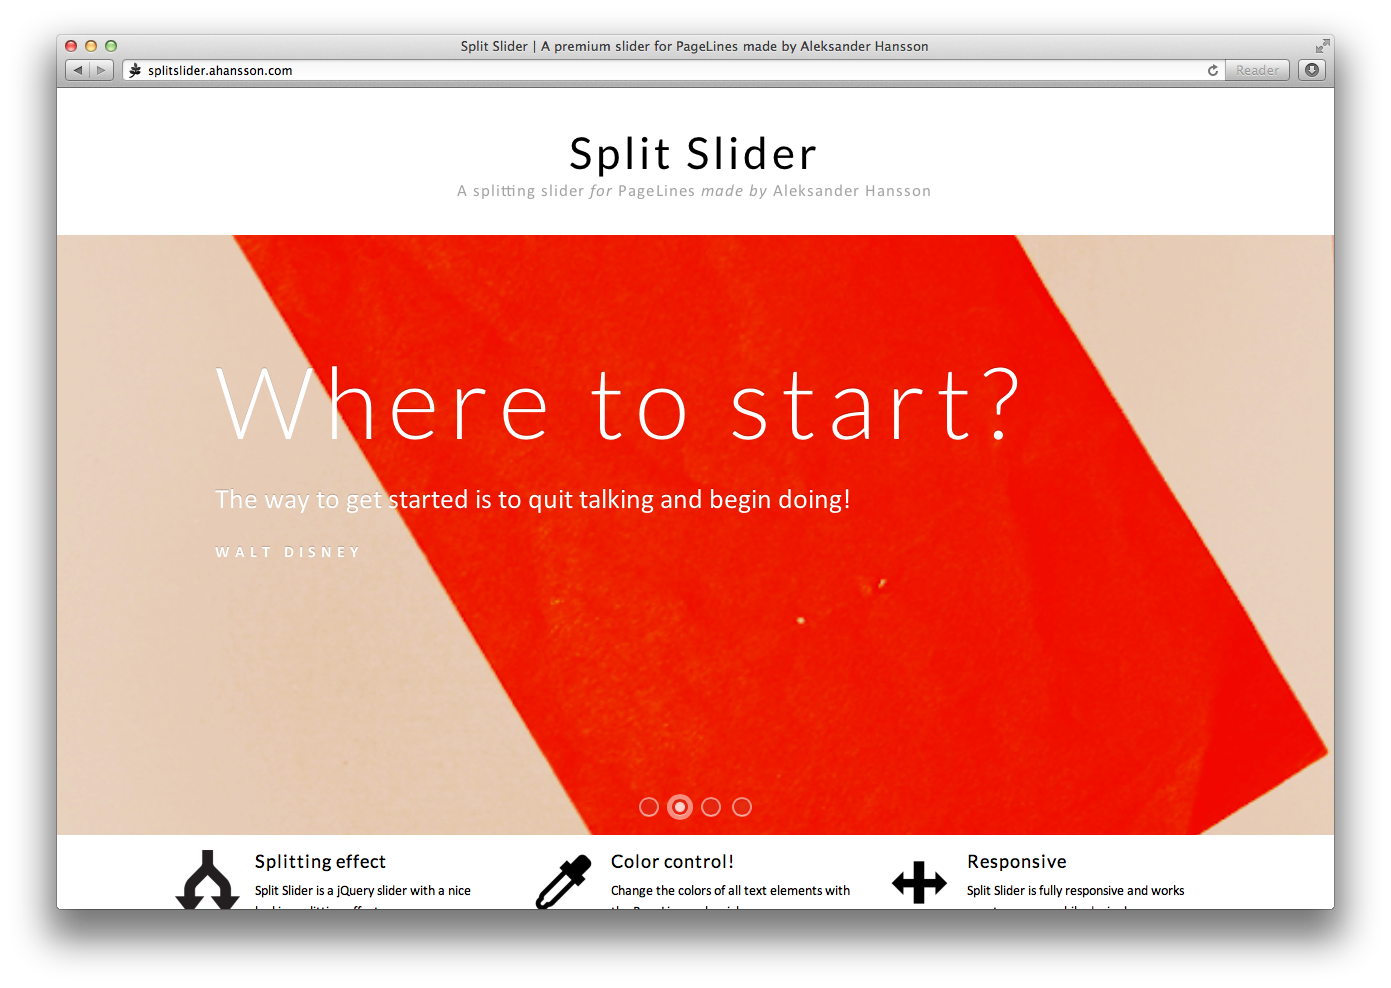 Split Slider | A premium slider for PageLines made by Aleksander Hansson
splitslider.ahansson.com
Reader
Split Slider
A splitting slider for PageLines made by Aleksander Hansson
Where to start?
The way to get started is to quit talking and begin doing!
WALT DISNEY
Splitting effect
Split Slider is a jQuery slider with a nice
Color control!
Change the colors of all text elements with
Responsive
Split Slider is fully responsive and works